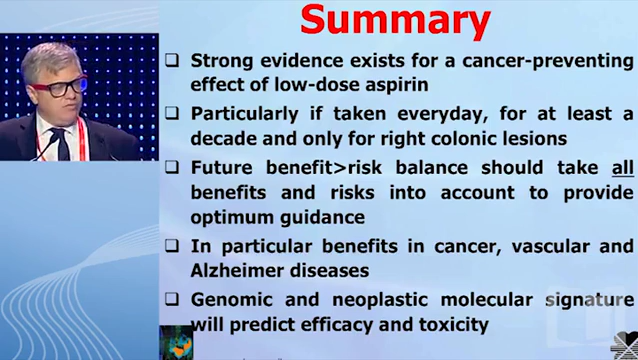 Summary
Strong evidence exists for a cancer-preventing
effect of low-dose aspirin
Particularly if taken everyday, for at least a
decade and only for right colonic lesions
Future benefit>risk balance should take all
benefits and risks into account to provide
optimum guidance
In particular benefits in cancer, vascular and
Alzheimer diseases
Genomic and neoplastic molecular signature
will predict efficacy and toxicity